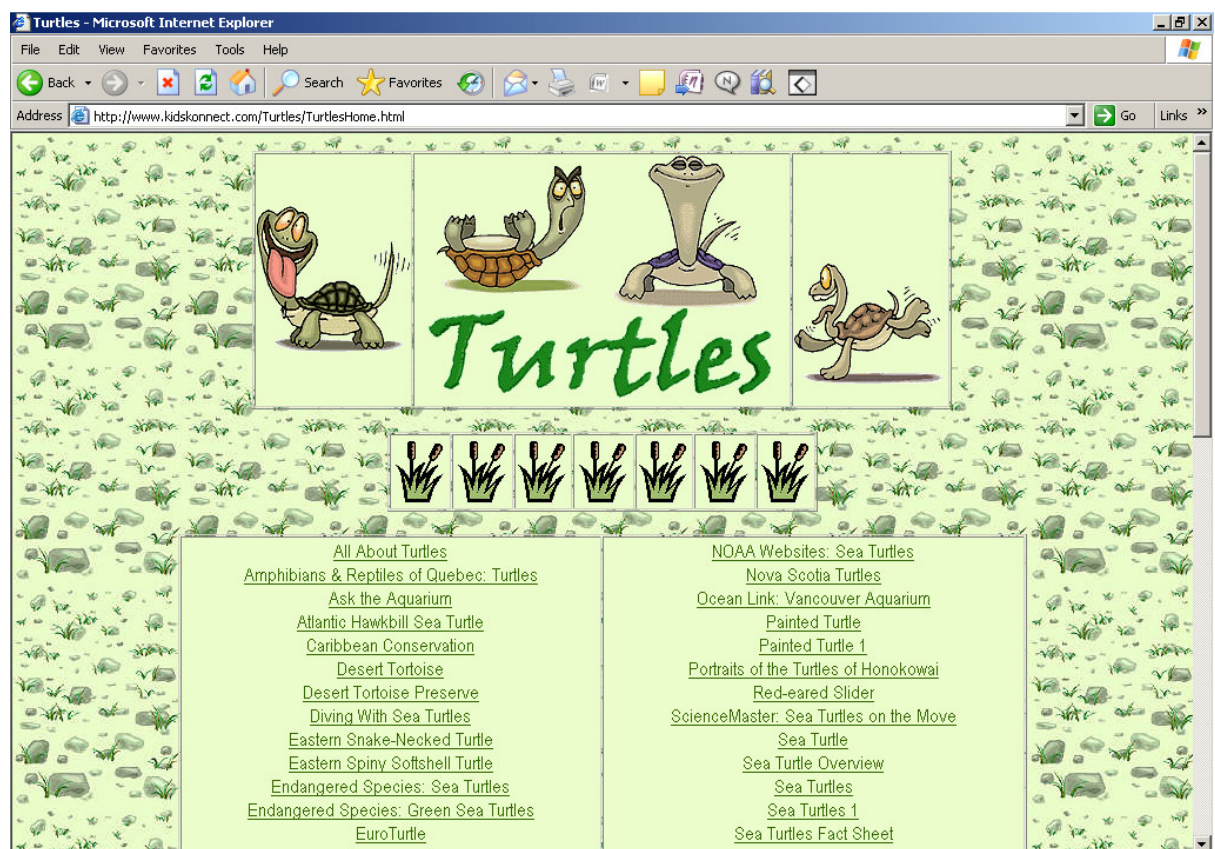 Turtles - Microsoft Internet Explorer
File Edit View Favorites Tools Help
Back Search Favorites
Address http://www.kidskonnect.com/Turtles/TurtlesHome.html Go Links »
Turtles
All About Turtles
Amphibians & Reptiles of Quebec: Turtles
Ask the Aquarium
Atlantic Hawkbill Sea Turtle
Caribbean Conservation
Desert Tortoise
Desert Tortoise Preserve
Diving With Sea Turtles
Eastern Snake-Necked Turtle
Eastern Spiny Softshell Turtle
Endangered Species: Sea Turtles
Endangered Species: Green Sea Turtles
EuroTurtle
NOAA Websites: Sea Turtles
Nova Scotia Turtles
Ocean Link: Vancouver Aquarium
Painted Turtle
Painted Turtle 1
Portraits of the Turtles of Honokowai
Red-eared Slider
ScienceMaster: Sea Turtles on the Move
Sea Turtle
Sea Turtle Overview
Sea Turtles
Sea Turtles 1
Sea Turtles Fact Sheet